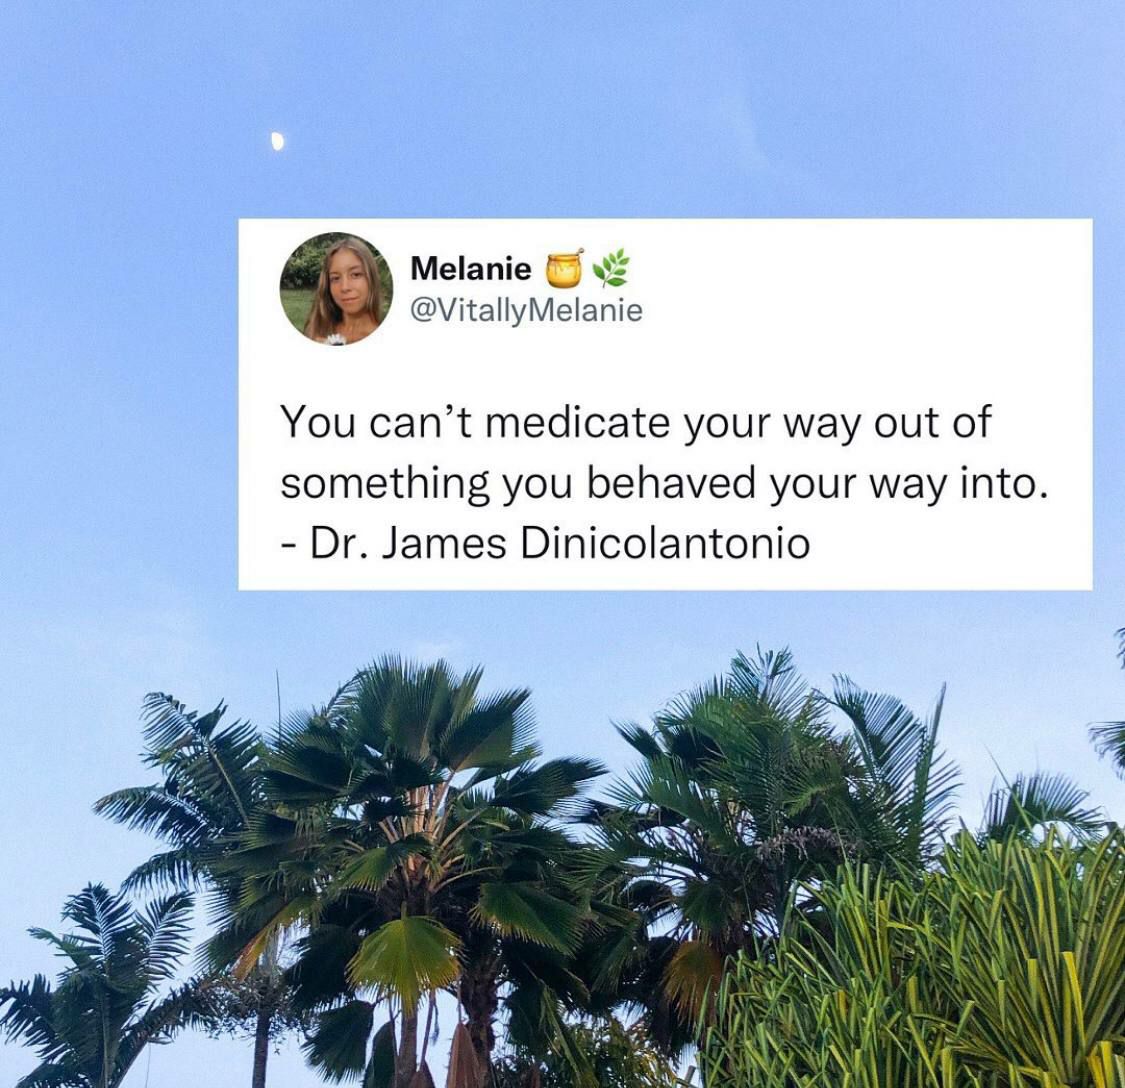 Melanie 🍯🌿
@VitallyMelanie
You can’t medicate your way out of
something you behaved your way into.
- Dr. James Dinicolantonio